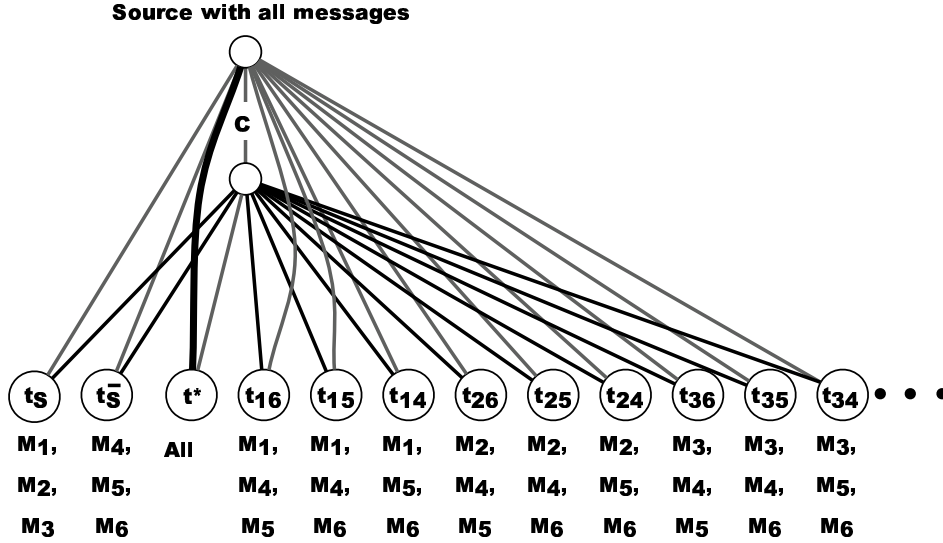 Source with all messages
C
tS tS̄ t* t16 t15 t14 t26 t25 t24 t36 t35 t34 • • •
M1, M4, All M1, M1, M1, M2, M2, M2, M3, M3, M3,
M2, M5, M4, M4, M5, M4, M4, M5, M4, M4, M5,
M3 M6 M5 M6 M6 M5 M6 M6 M5 M6 M6